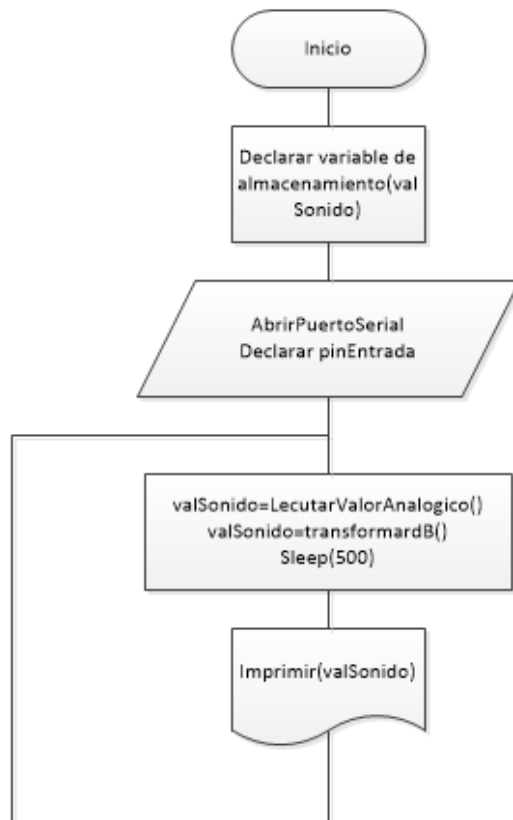 Inicio
Declarar variable de
almacenamiento(val
Sonido)
AbrirPuertoSerial
Declarar pinEntrada
valSonido=LecutarValorAnalogico()
valSonido=transformardB()
Sleep(500)
Imprimir(valSonido)